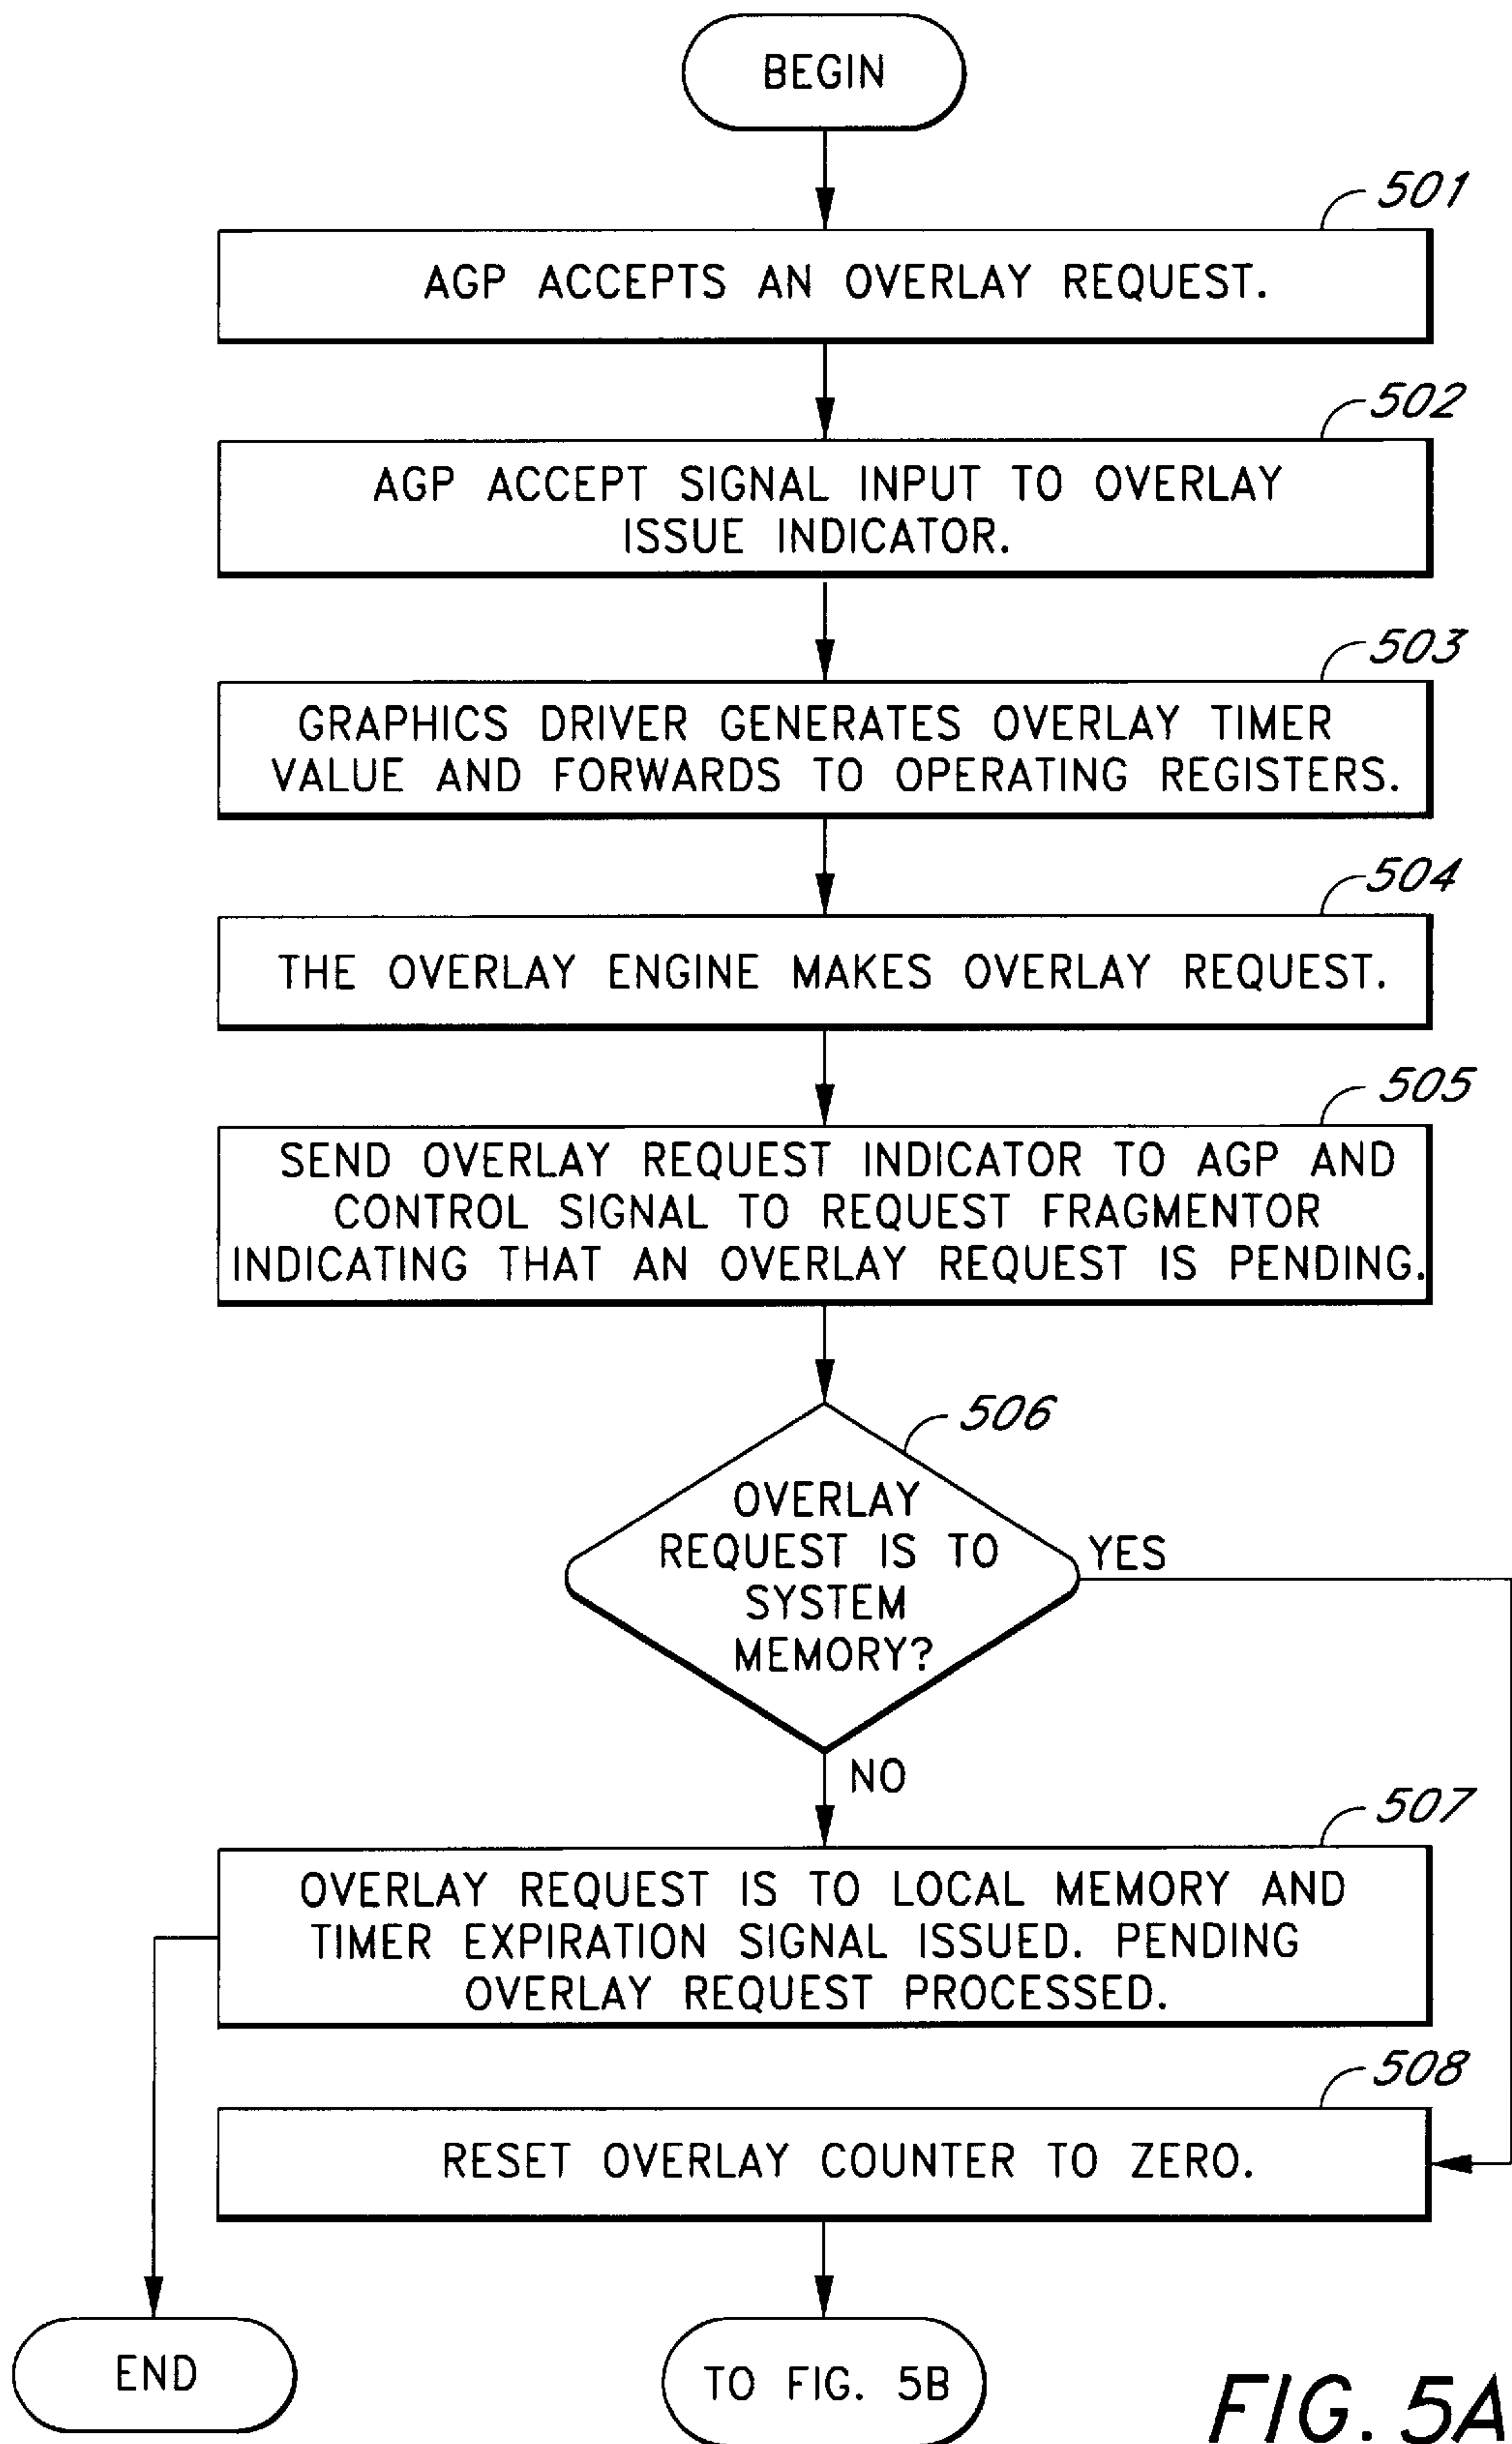 BEGIN
501
AGP ACCEPTS AN OVERLAY REQUEST.
502
AGP ACCEPT SIGNAL INPUT TO OVERLAY
ISSUE INDICATOR.
503
GRAPHICS DRIVER GENERATES OVERLAY TIMER
VALUE AND FORWARDS TO OPERATING REGISTERS.
504
THE OVERLAY ENGINE MAKES OVERLAY REQUEST.
505
SEND OVERLAY REQUEST INDICATOR TO AGP AND
CONTROL SIGNAL TO REQUEST FRAGMENTOR
INDICATING THAT AN OVERLAY REQUEST IS PENDING.
506
OVERLAY
REQUEST IS TO
SYSTEM
MEMORY?
YES
NO
507
OVERLAY REQUEST IS TO LOCAL MEMORY AND
TIMER EXPIRATION SIGNAL ISSUED. PENDING
OVERLAY REQUEST PROCESSED.
508
RESET OVERLAY COUNTER TO ZERO.
END
TO FIG. 5B
FIG. 5A